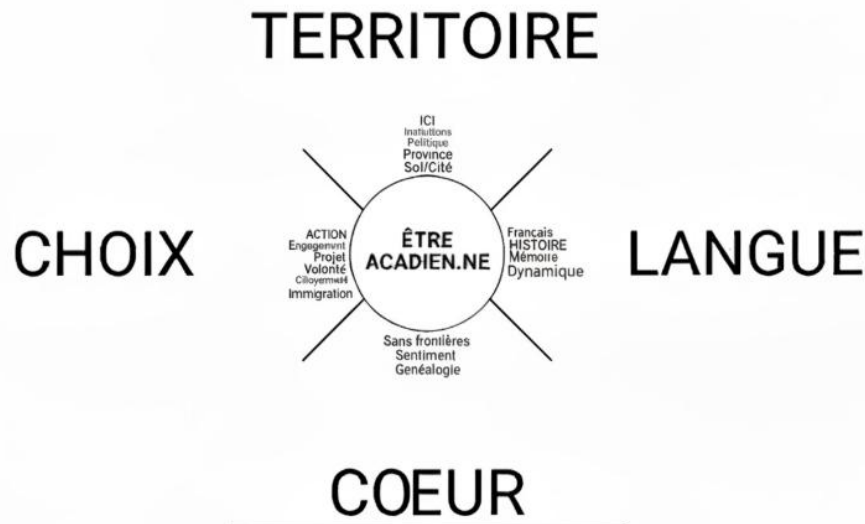 TERRITOIRE
ICI
Institutions
Politique
Province
Sol/Cité
CHOIX
ACTION
Engagement
Projet
Volonté
Immigration
ÊTRE
ACADIEN.NE
Français
HISTOIRE
Mémoire
Dynamique
LANGUE
Sans frontières
Sentiment
Genéalogie
COEUR